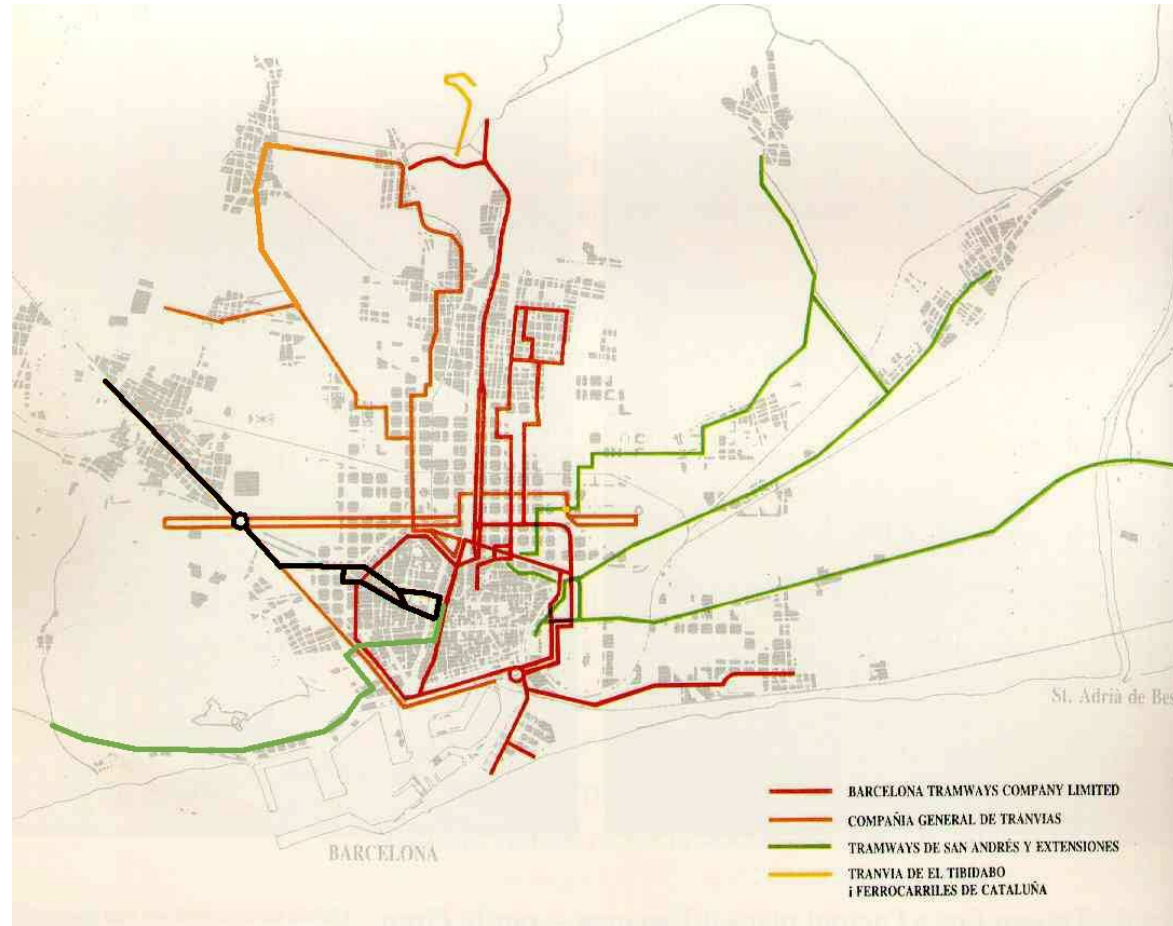 St. Adrià de Bes
BARCELONA TRAMWAYS COMPANY LIMITED
COMPAÑIA GENERAL DE TRANVIAS
TRAMWAYS DE SAN ANDRÉS Y EXTENSIONES
TRANVIA DE EL TIBIDABO
i FERROCARRILES DE CATALUÑA
BARCELONA